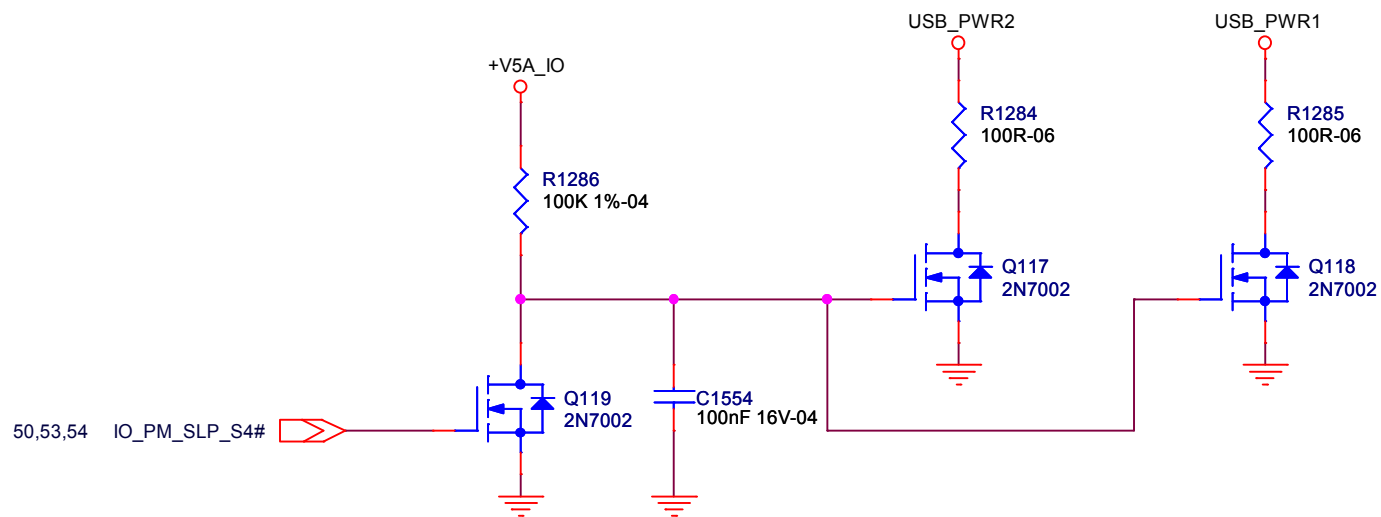 USB_PWR2
USB_PWR1
+V5A_IO
R1284
100R-06
R1285
100R-06
R1286
100K 1%-04
Q117
2N7002
Q118
2N7002
Q119
2N7002
C1554
100nF 16V-04
50,53,54 IO_PM_SLP_S4#